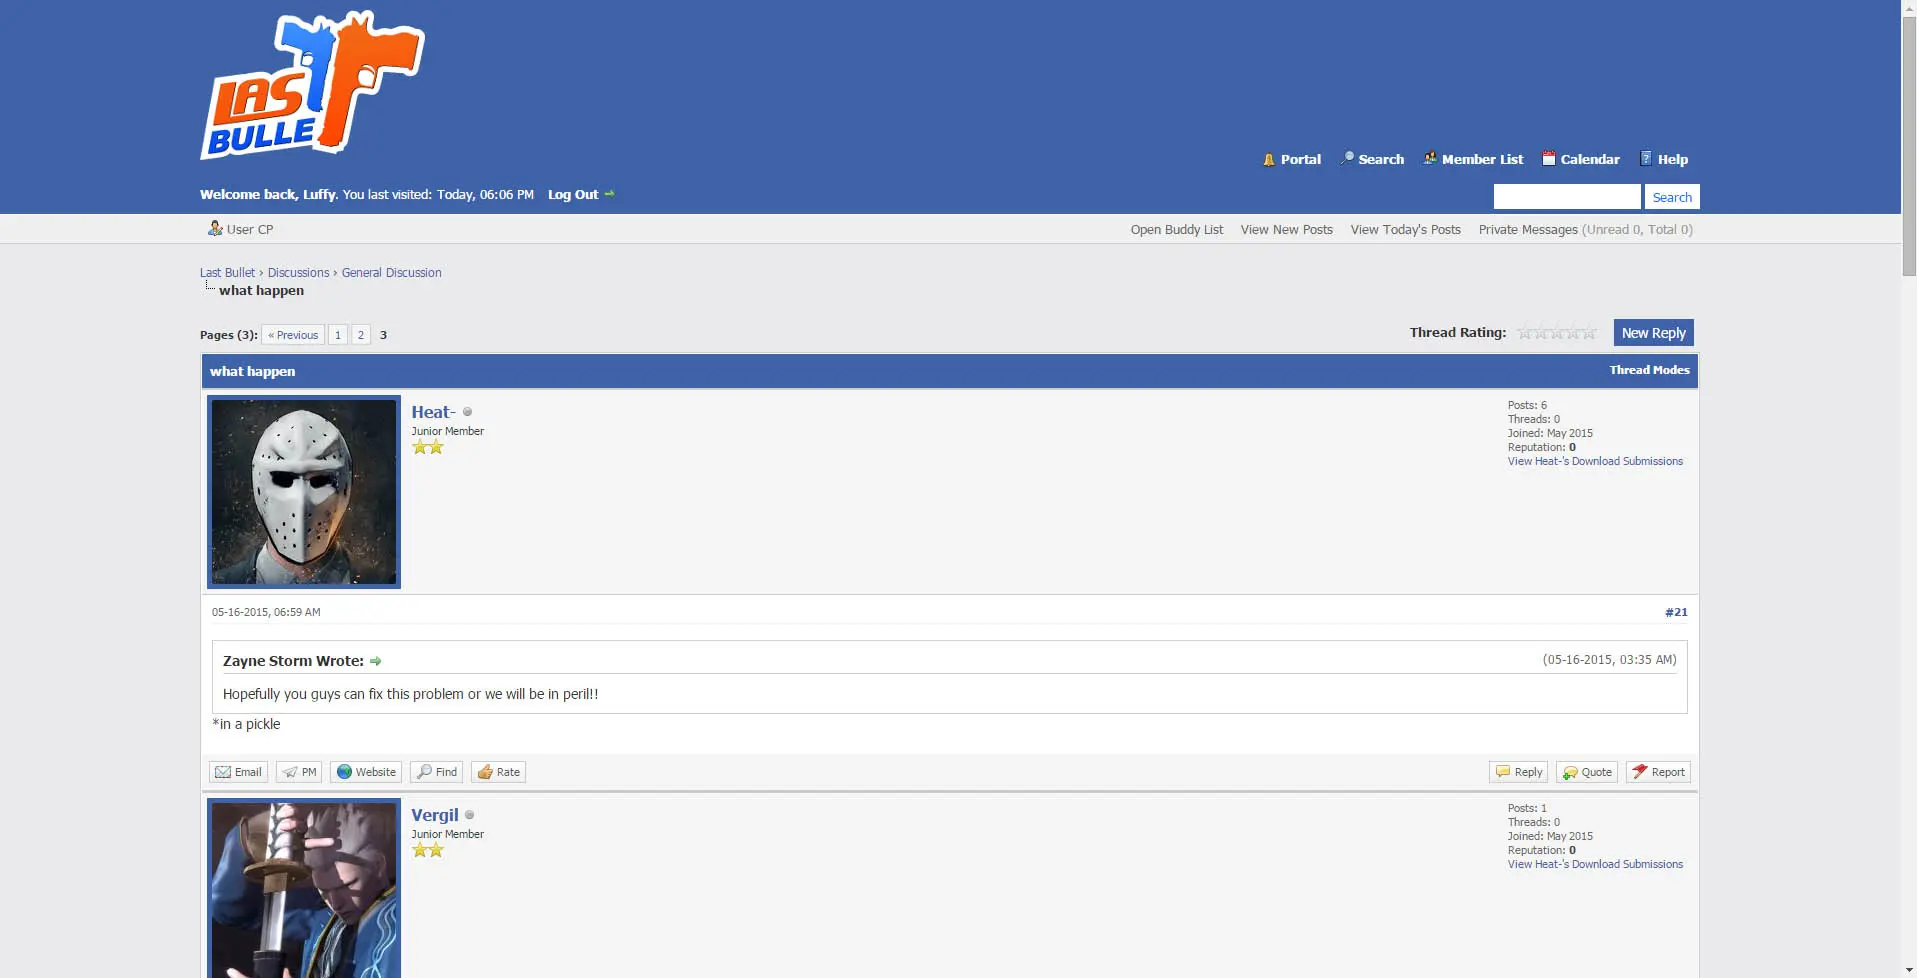 LAST
BULLET
Portal Search Member List Calendar Help
Welcome back, Luffy. You last visited: Today, 06:06 PM Log Out
Search
User CP
Open Buddy List View New Posts View Today's Posts Private Messages (Unread 0, Total 0)
Last Bullet › Discussions › General Discussion
what happen
Pages (3): « Previous 1 2 3
Thread Rating:
New Reply
what happen
Thread Modes
Heat-
Junior Member
Posts: 6
Threads: 0
Joined: May 2015
Reputation: 0
View Heat-'s Download Submissions
05-16-2015, 06:59 AM
#21
Zayne Storm Wrote:
(05-16-2015, 03:35 AM)
Hopefully you guys can fix this problem or we will be in peril!!
*in a pickle
Email PM Website Find Rate
Reply Quote Report
Vergil
Junior Member
Posts: 1
Threads: 0
Joined: May 2015
Reputation: 0
View Heat-'s Download Submissions